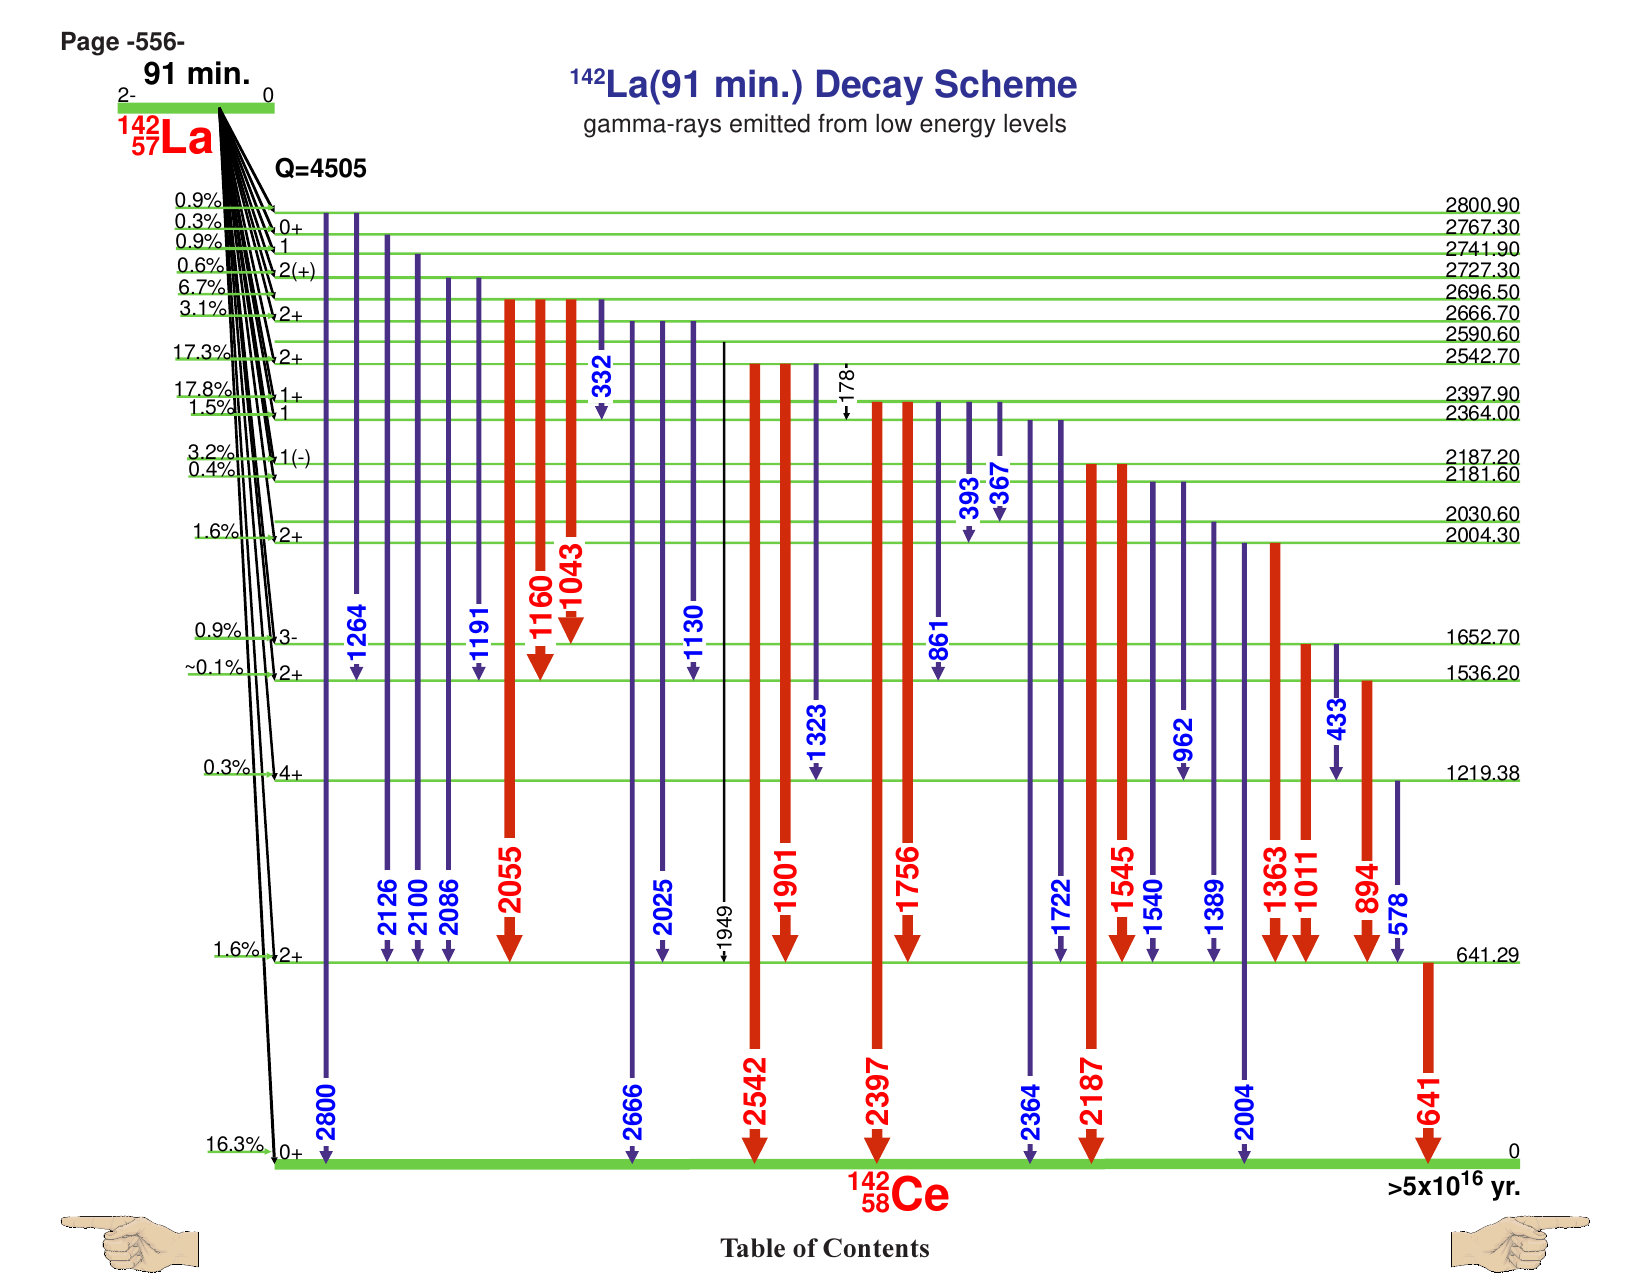 Page -556-
91 min.
2- 0
142
57La
142La(91 min.) Decay Scheme
gamma-rays emitted from low energy levels
Q=4505
0.9% 2800.90
0.3% 0+ 2767.30
0.9% 1 2741.90
0.6% 2(+) 2727.30
6.7% 2696.50
3.1% 2+ 2666.70
2590.60
17.3% 2+ 2542.70
17.8% 1+ 2397.90
1.5% 1 2364.00
3.2% 1(-) 2187.20
0.4% 2181.60
2030.60
1.6% 2+ 2004.30
0.9% 3- 1652.70
~0.1% 2+ 1536.20
0.3% 4+ 1219.38
1.6% 2+ 641.29
16.3% 0+ 0
2800
1264
2126
2100
2086
1191
2055
1160
1043
332
2666
2025
1130
1949
2542
1901
1323
178
2397
1756
861
393
367
2364
1722
2187
1545
1540
962
1389
2004
1363
1011
433
894
578
641
142
58Ce
>5x10^16 yr.
Table of Contents